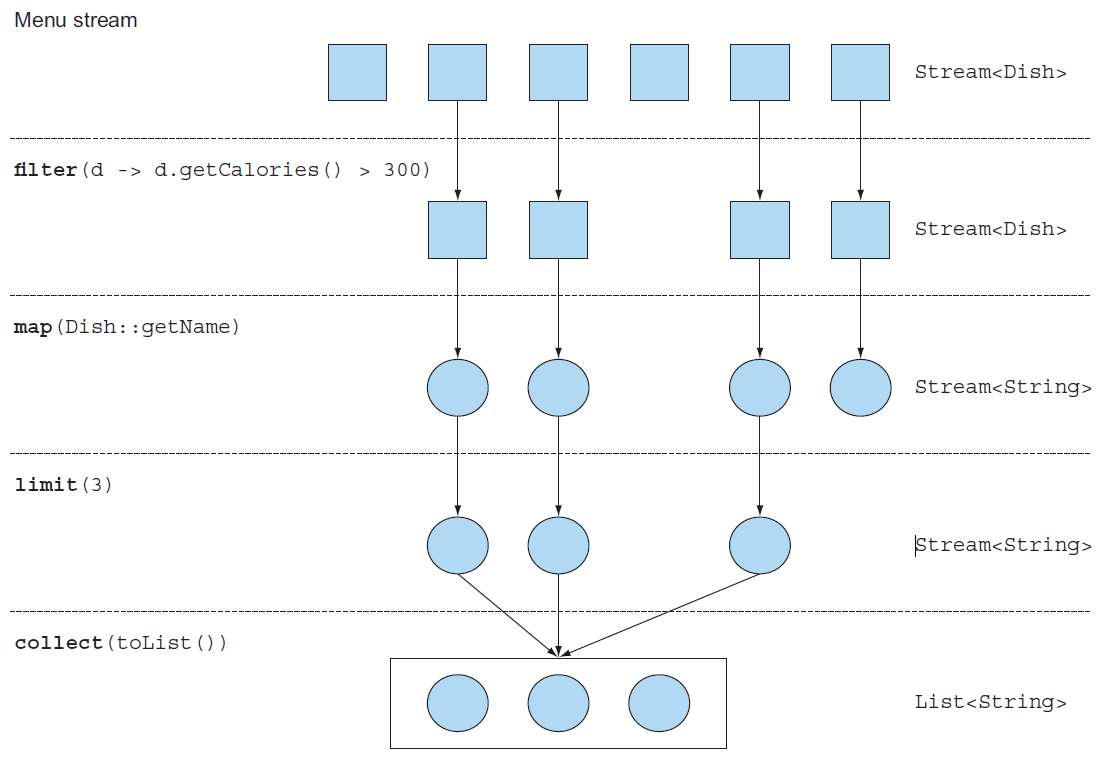 Menu stream
Stream<Dish>
filter(d -> d.getCalories() > 300)
Stream<Dish>
map(Dish::getName)
Stream<String>
limit(3)
Stream<String>
collect(toList())
List<String>